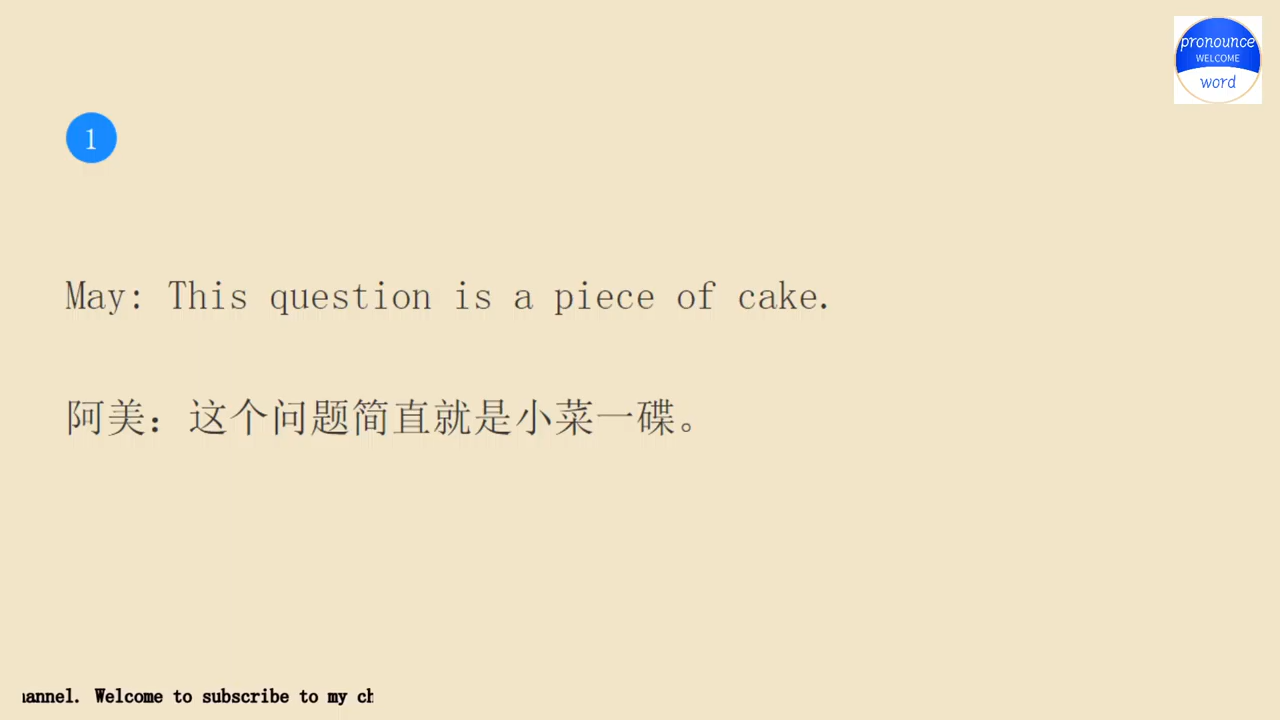 pronounce
WELCOME
word
1
May: This question is a piece of cake.
阿美：这个问题简直就是小菜一碟。
annel. Welcome to subscribe to my ch